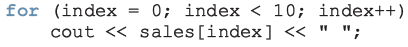 for (index = 0; index < 10; index++)
    cout << sales[index] << " ";